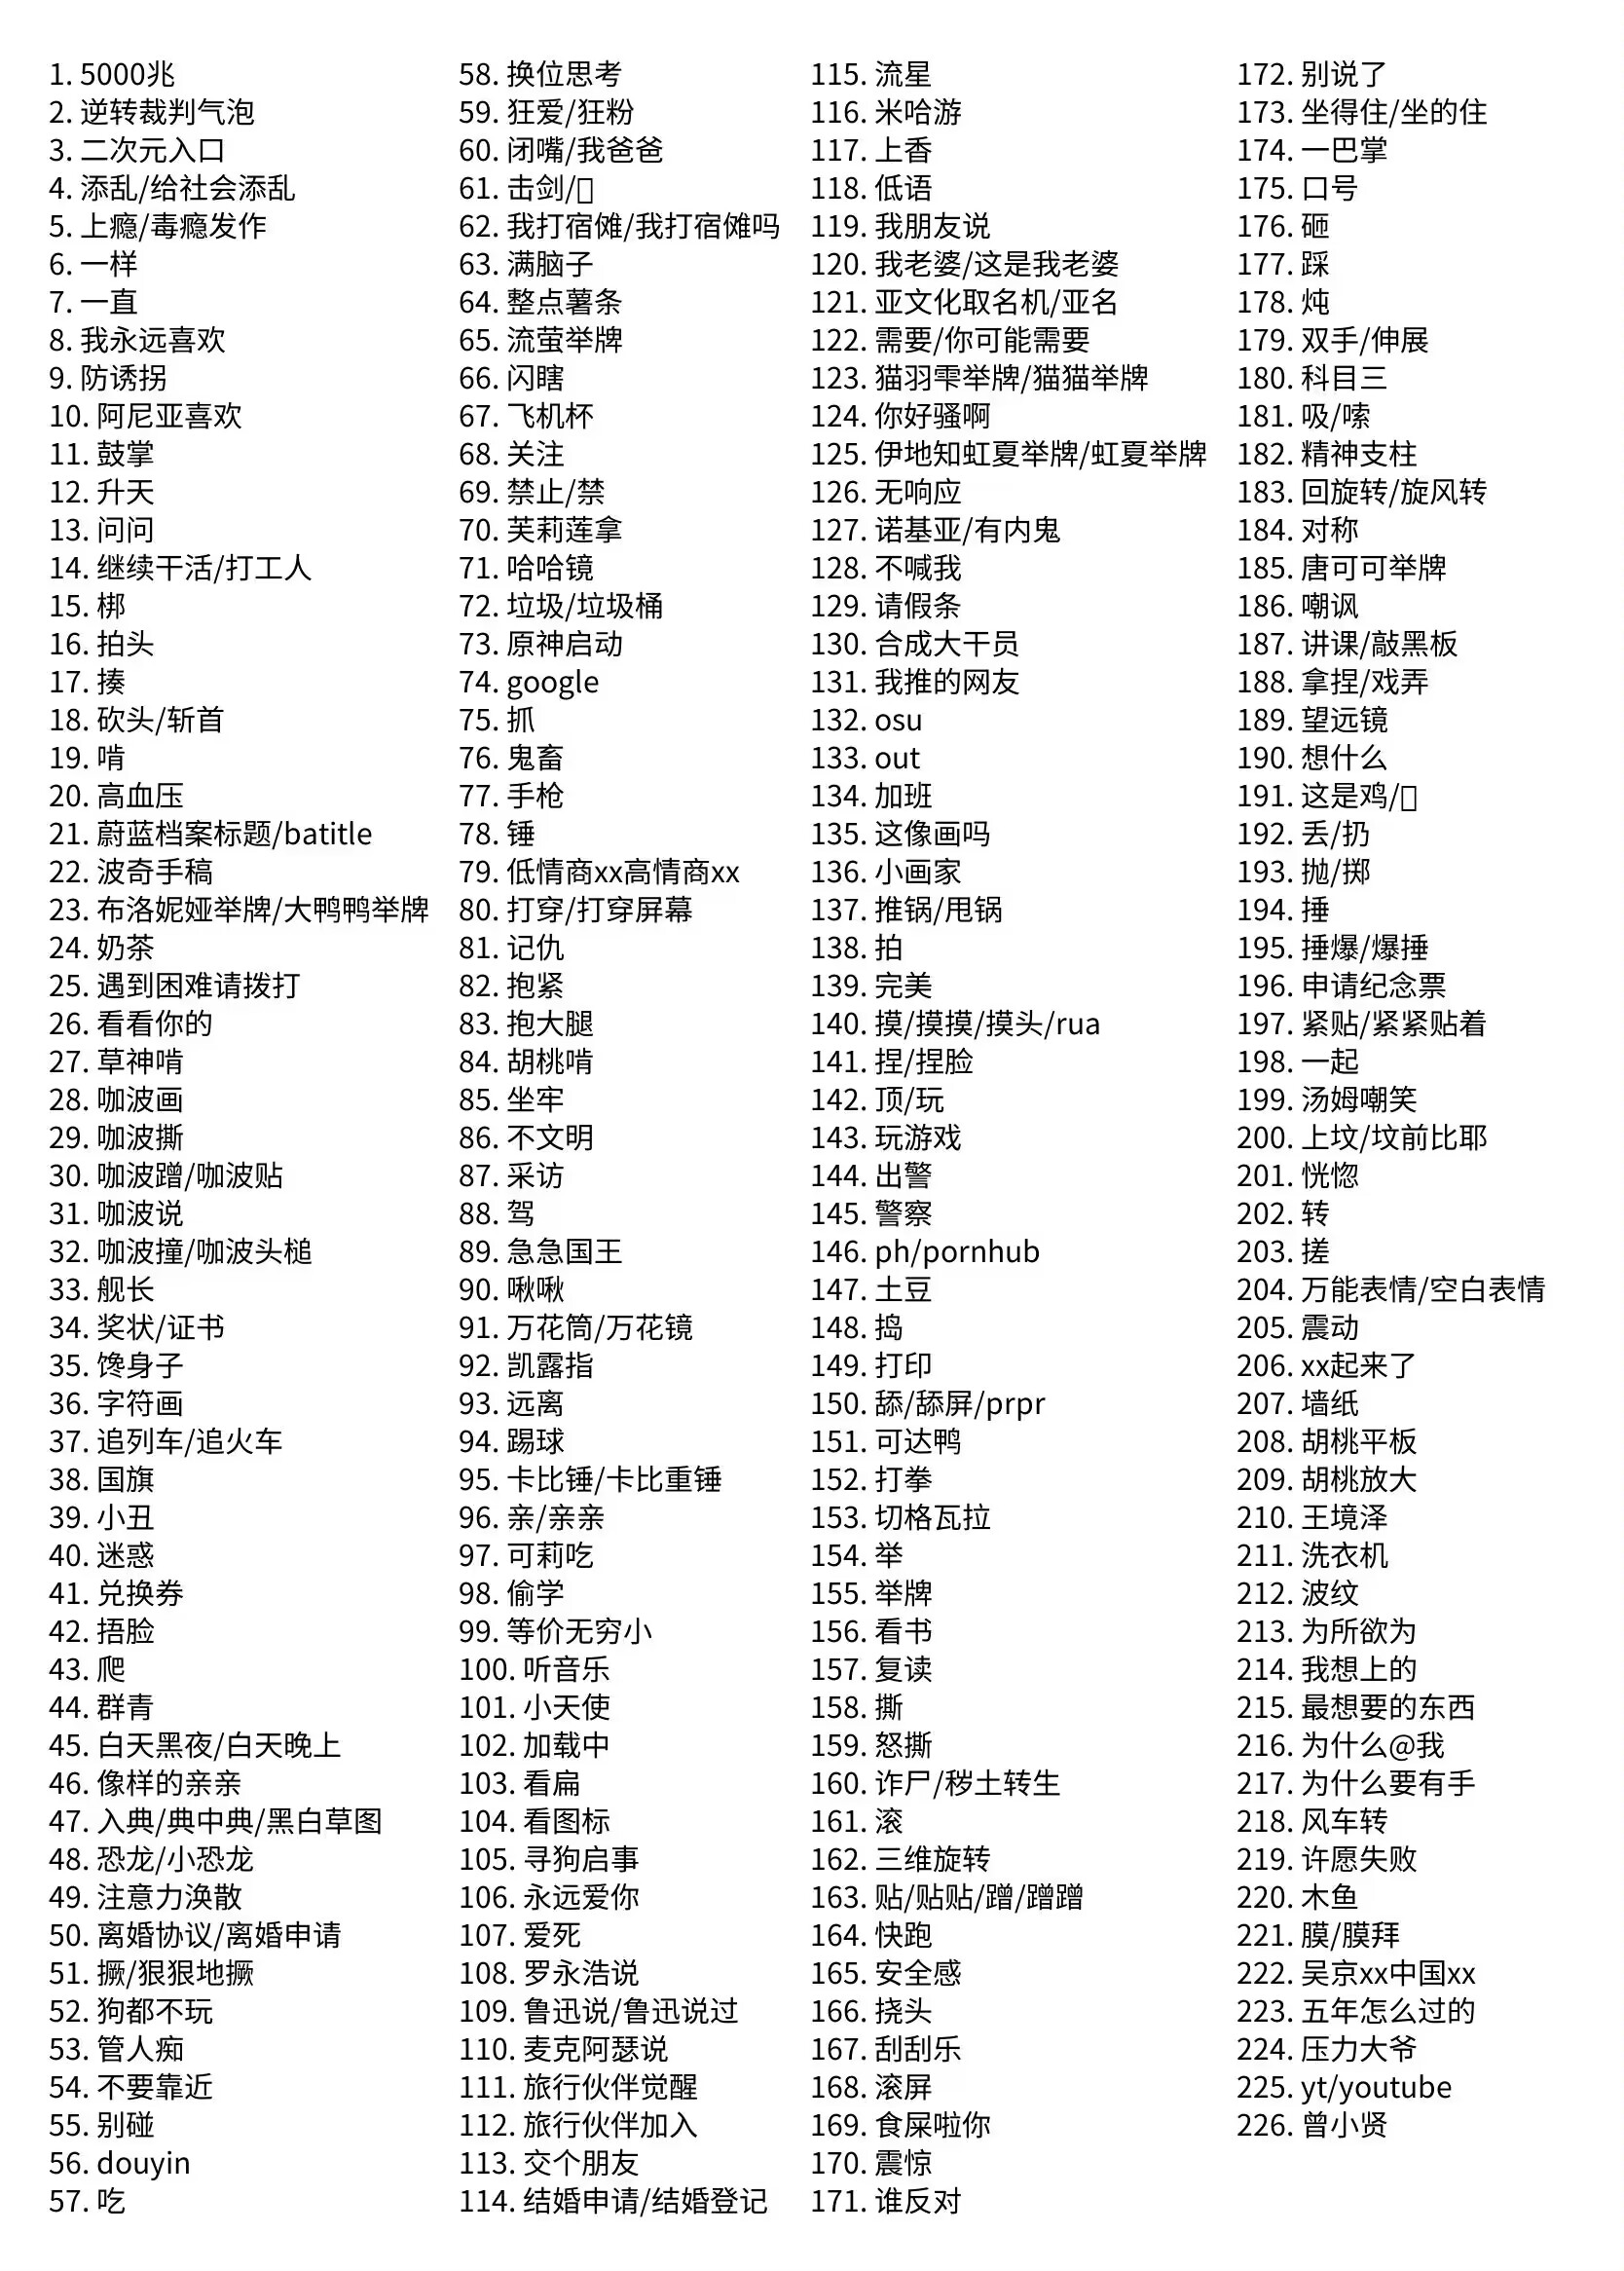 1. 5000兆
2. 逆转裁判气泡
3. 二次元入口
4. 添乱/给社会添乱
5. 上瘾/毒瘾发作
6. 一样
7. 一直
8. 我永远喜欢
9. 防诱拐
10. 阿尼亚喜欢
11. 鼓掌
12. 升天
13. 问问
14. 继续干活/打工人
15. 梆
16. 拍头
17. 揍
18. 砍头/斩首
19. 啃
20. 高血压
21. 蔚蓝档案标题/batitle
22. 波奇手稿
23. 布洛妮娅举牌/大鸭鸭举牌
24. 奶茶
25. 遇到困难请拨打
26. 看看你的
27. 草神啃
28. 咖波画
29. 咖波撕
30. 咖波蹭/咖波贴
31. 咖波说
32. 咖波撞/咖波头槌
33. 舰长
34. 奖状/证书
35. 馋身子
36. 字符画
37. 追列车/追火车
38. 国旗
39. 小丑
40. 迷惑
41. 兑换券
42. 捂脸
43. 爬
44. 群青
45. 白天黑夜/白天晚上
46. 像样的亲亲
47. 入典/典中典/黑白草图
48. 恐龙/小恐龙
49. 注意力涣散
50. 离婚协议/离婚申请
51. 撅/狠狠地撅
52. 狗都不玩
53. 管人痴
54. 不要靠近
55. 别碰
56. douyin
57. 吃
58. 换位思考
59. 狂爱/狂粉
60. 闭嘴/我爸爸
61. 击剑/
62. 我打宿傩/我打宿傩吗
63. 满脑子
64. 整点薯条
65. 流萤举牌
66. 闪瞎
67. 飞机杯
68. 关注
69. 禁止/禁
70. 芙莉莲拿
71. 哈哈镜
72. 垃圾/垃圾桶
73. 原神启动
74. google
75. 抓
76. 鬼畜
77. 手枪
78. 锤
79. 低情商xx高情商xx
80. 打穿/打穿屏幕
81. 记仇
82. 抱紧
83. 抱大腿
84. 胡桃啃
85. 坐牢
86. 不文明
87. 采访
88. 驾
89. 急急国王
90. 啾啾
91. 万花筒/万花镜
92. 凯露指
93. 远离
94. 踢球
95. 卡比锤/卡比重锤
96. 亲/亲亲
97. 可莉吃
98. 偷学
99. 等价无穷小
100. 听音乐
101. 小天使
102. 加载中
103. 看扁
104. 看图标
105. 寻狗启事
106. 永远爱你
107. 爱死
108. 罗永浩说
109. 鲁迅说/鲁迅说过
110. 麦克阿瑟说
111. 旅行伙伴觉醒
112. 旅行伙伴加入
113. 交个朋友
114. 结婚申请/结婚登记
115. 流星
116. 米哈游
117. 上香
118. 低语
119. 我朋友说
120. 我老婆/这是我老婆
121. 亚文化取名机/亚名
122. 需要/你可能需要
123. 猫羽雫举牌/猫猫举牌
124. 你好骚啊
125. 伊地知虹夏举牌/虹夏举牌
126. 无响应
127. 诺基亚/有内鬼
128. 不喊我
129. 请假条
130. 合成大干员
131. 我推的网友
132. osu
133. out
134. 加班
135. 这像画吗
136. 小画家
137. 推锅/甩锅
138. 拍
139. 完美
140. 摸/摸摸/摸头/rua
141. 捏/捏脸
142. 顶/玩
143. 玩游戏
144. 出警
145. 警察
146. ph/pornhub
147. 土豆
148. 捣
149. 打印
150. 舔/舔屏/prpr
151. 可达鸭
152. 打拳
153. 切格瓦拉
154. 举
155. 举牌
156. 看书
157. 复读
158. 撕
159. 怒撕
160. 诈尸/秽土转生
161. 滚
162. 三维旋转
163. 贴/贴贴/蹭/蹭蹭
164. 快跑
165. 安全感
166. 挠头
167. 刮刮乐
168. 滚屏
169. 食屎啦你
170. 震惊
171. 谁反对
172. 别说了
173. 坐得住/坐的住
174. 一巴掌
175. 口号
176. 砸
177. 踩
178. 炖
179. 双手/伸展
180. 科目三
181. 吸/嗦
182. 精神支柱
183. 回旋转/旋风转
184. 对称
185. 唐可可举牌
186. 嘲讽
187. 讲课/敲黑板
188. 拿捏/戏弄
189. 望远镜
190. 想什么
191. 这是鸡/
192. 丢/扔
193. 抛/掷
194. 捶
195. 捶爆/爆捶
196. 申请纪念票
197. 紧贴/紧紧贴着
198. 一起
199. 汤姆嘲笑
200. 上坟/坟前比耶
201. 恍惚
202. 转
203. 搓
204. 万能表情/空白表情
205. 震动
206. xx起来了
207. 墙纸
208. 胡桃平板
209. 胡桃放大
210. 王境泽
211. 洗衣机
212. 波纹
213. 为所欲为
214. 我想上的
215. 最想要的东西
216. 为什么@我
217. 为什么要有手
218. 风车转
219. 许愿失败
220. 木鱼
221. 膜/膜拜
222. 吴京xx中国xx
223. 五年怎么过的
224. 压力大爷
225. yt/youtube
226. 曾小贤